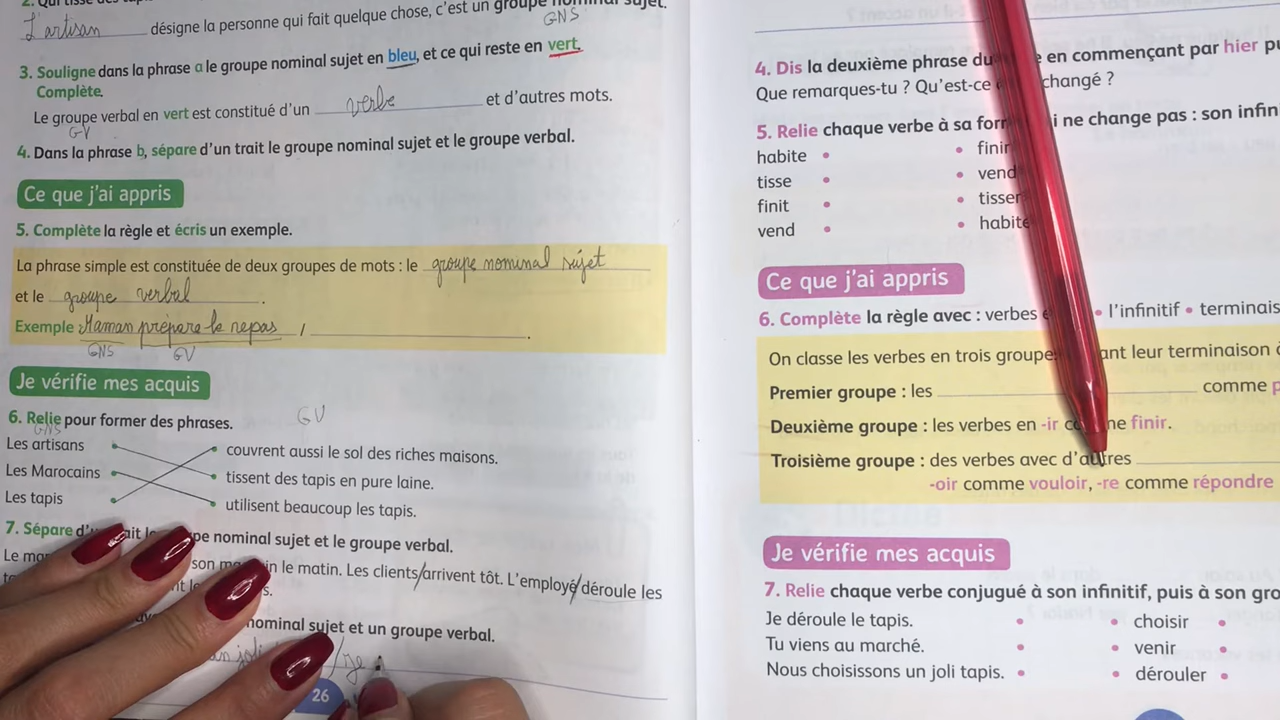 2. Qui tisse des
L'artisan désigne la personne qui fait quelque chose, c'est un groupe nominal sujet.
GNS
3. Souligne dans la phrase a le groupe nominal sujet en bleu, et ce qui reste en vert.
Complète.
Le groupe verbal en vert est constitué d'un verbe et d'autres mots.
GV
4. Dans la phrase b, sépare d'un trait le groupe nominal sujet et le groupe verbal.
Ce que j'ai appris
5. Complète la règle et écris un exemple.
La phrase simple est constituée de deux groupes de mots : le groupe nominal sujet
et le groupe verbal.
Exemple Maman prépare le repas / .
GNS GV
Je vérifie mes acquis
6. Relie pour former des phrases.
GNS GV
Les artisans couvrent aussi le sol des riches maisons.
Les Marocains tissent des tapis en pure laine.
Les tapis utilisent beaucoup les tapis.
7. Sépare d' ait pe nominal sujet et le groupe verbal.
Le son in le matin. Les clients/arrivent tôt. L'employé/déroule les
nominal sujet et un groupe verbal.
26
4. Dis la deuxième phrase du en commençant par hier
Que remarques-tu ? Qu'est-ce changé ?
5. Relie chaque verbe à sa for i ne change pas : son infin
habite • • finir
tisse • • vend
finit • • tisser
vend • • habite
Ce que j'ai appris
6. Complète la règle avec : verbes • l'infinitif • terminais
On classe les verbes en trois groupe ant leur terminaison
Premier groupe : les comme p
Deuxième groupe : les verbes en -ir comme finir.
Troisième groupe : des verbes avec d'autres
-oir comme vouloir, -re comme répondre
Je vérifie mes acquis
7. Relie chaque verbe conjugué à son infinitif, puis à son gro
Je déroule le tapis. • • choisir •
Tu viens au marché. • • venir •
Nous choisissons un joli tapis. • • dérouler •